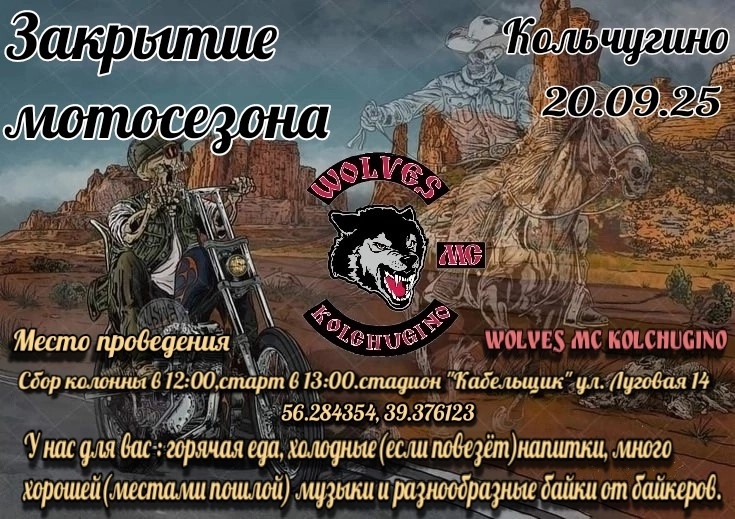 Закрытие
мотосезона
Кольчугино
20.09.25
WOLVES
MC
KOLCHUGINO
Место проведения
WOLVES MC KOLCHUGINO
Сбор колонны в 12:00,старт в 13:00.стадион "Кабельщик" ул. Луговая 14
56.284354, 39.376123
У нас для вас : горячая еда, холодные(если повезёт)напитки, много
хорошей(местами пошлой) музыки и разнообразные байки от байкеров.